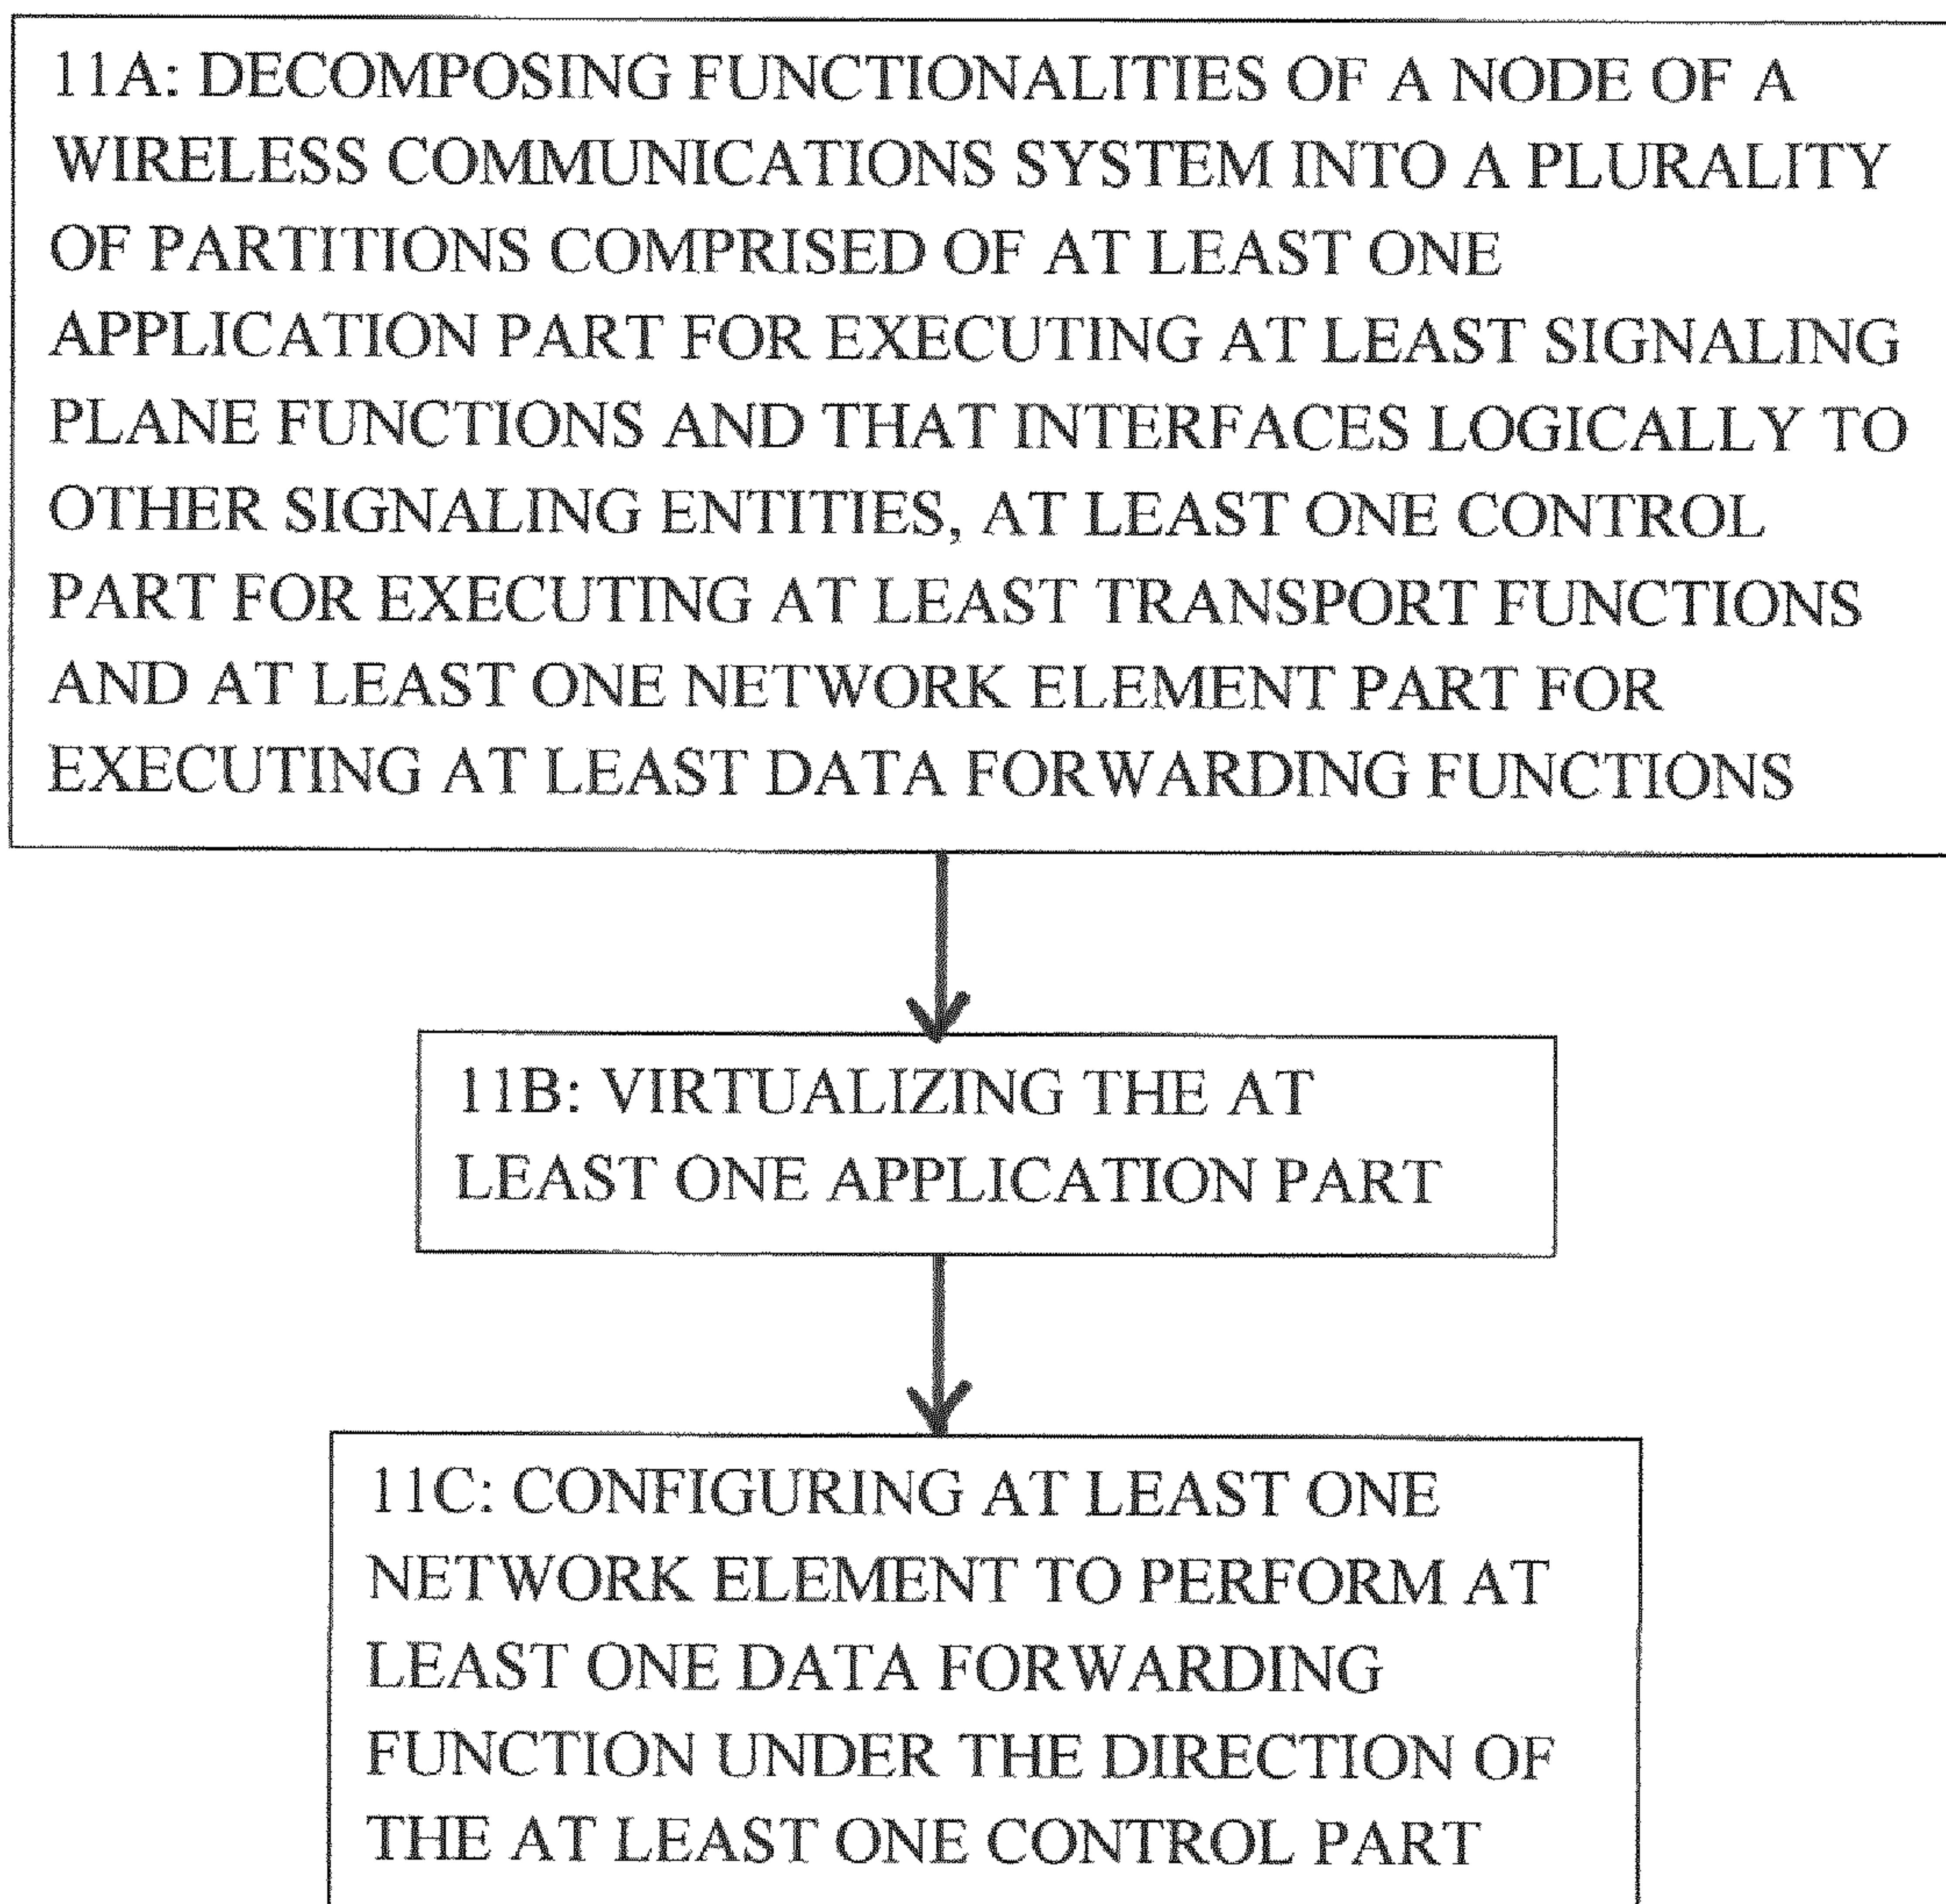 11A: DECOMPOSING FUNCTIONALITIES OF A NODE OF A
WIRELESS COMMUNICATIONS SYSTEM INTO A PLURALITY
OF PARTITIONS COMPRISED OF AT LEAST ONE
APPLICATION PART FOR EXECUTING AT LEAST SIGNALING
PLANE FUNCTIONS AND THAT INTERFACES LOGICALLY TO
OTHER SIGNALING ENTITIES, AT LEAST ONE CONTROL
PART FOR EXECUTING AT LEAST TRANSPORT FUNCTIONS
AND AT LEAST ONE NETWORK ELEMENT PART FOR
EXECUTING AT LEAST DATA FORWARDING FUNCTIONS
11B: VIRTUALIZING THE AT
LEAST ONE APPLICATION PART
11C: CONFIGURING AT LEAST ONE
NETWORK ELEMENT TO PERFORM AT
LEAST ONE DATA FORWARDING
FUNCTION UNDER THE DIRECTION OF
THE AT LEAST ONE CONTROL PART